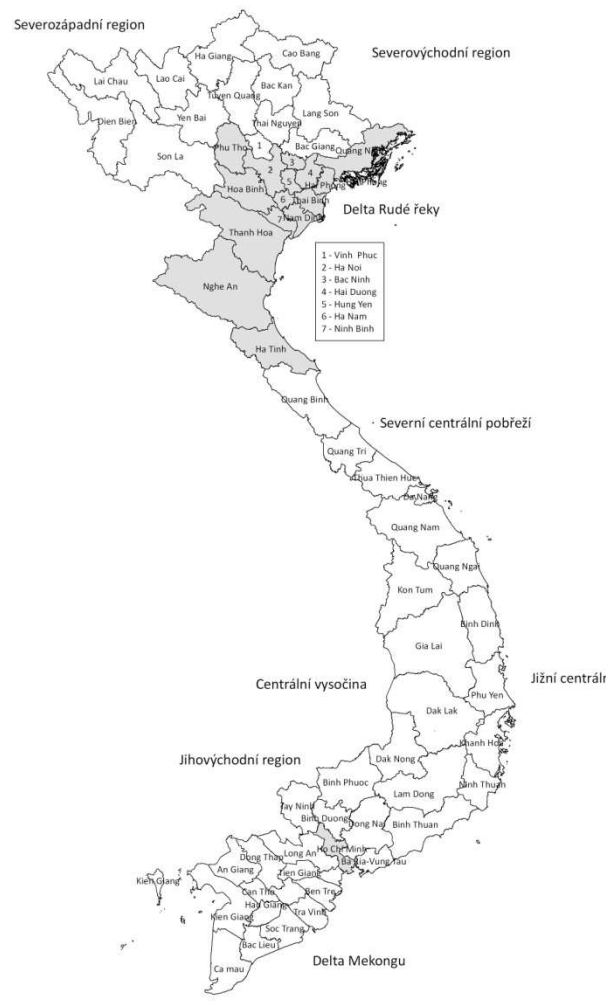 Severozápadní region
Severovýchodní region
Ha Giang
Cao Bang
Lai Chau
Lao Cai
Bac Kan
Tuyen Quang
Lang Son
Dien Bien
Yen Bai
Thai Nguyen
Phu Tho
1
Bac Giang
Quang Ni
Son La
2
3
4
5
Hai Phong
Hoa Binh
6
Thai Binh
7
Nam Dinh
Delta Rudé řeky
Thanh Hoa
1 - Vinh Phuc
2 - Ha Noi
3 - Bac Ninh
4 - Hai Duong
5 - Hung Yen
6 - Ha Nam
7 - Ninh Binh
Nghe An
Ha Tinh
Quang Binh
Severní centrální pobřeží
Quang Tri
Thua Thien Hue
Da Nang
Quang Nam
Quang Ngai
Kon Tum
Binh Dinh
Gia Lai
Centrální vysočina
Jižní centráln
Phu Yen
Dak Lak
Khanh Hoa
Jihovýchodní region
Dak Nong
Binh Phuoc
Ninh Thuan
Lam Dong
Tay Ninh
Binh Duong
Dong Nai
Binh Thuan
Ho Chi Minh
Long An
Ba Ria-Vung Tau
Dong Thap
An Giang
Tien Giang
Kien Giang
Can Tho
Ben Tre
Hau Giang
Tra Vinh
Kien Giang
Soc Trang
Bac Lieu
Delta Mekongu
Ca mau